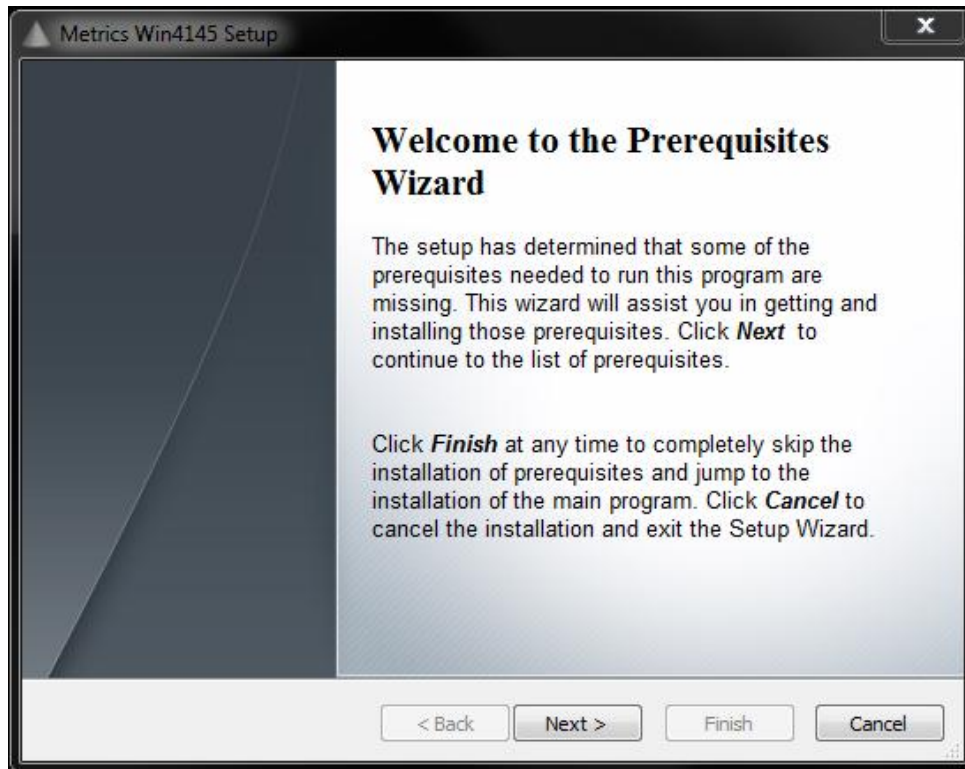 Metrics Win4145 Setup
x
Welcome to the Prerequisites
Wizard
The setup has determined that some of the
prerequisites needed to run this program are
missing. This wizard will assist you in getting and
installing those prerequisites. Click Next to
continue to the list of prerequisites.
Click Finish at any time to completely skip the
installation of prerequisites and jump to the
installation of the main program. Click Cancel to
cancel the installation and exit the Setup Wizard.
< Back Next > Finish Cancel